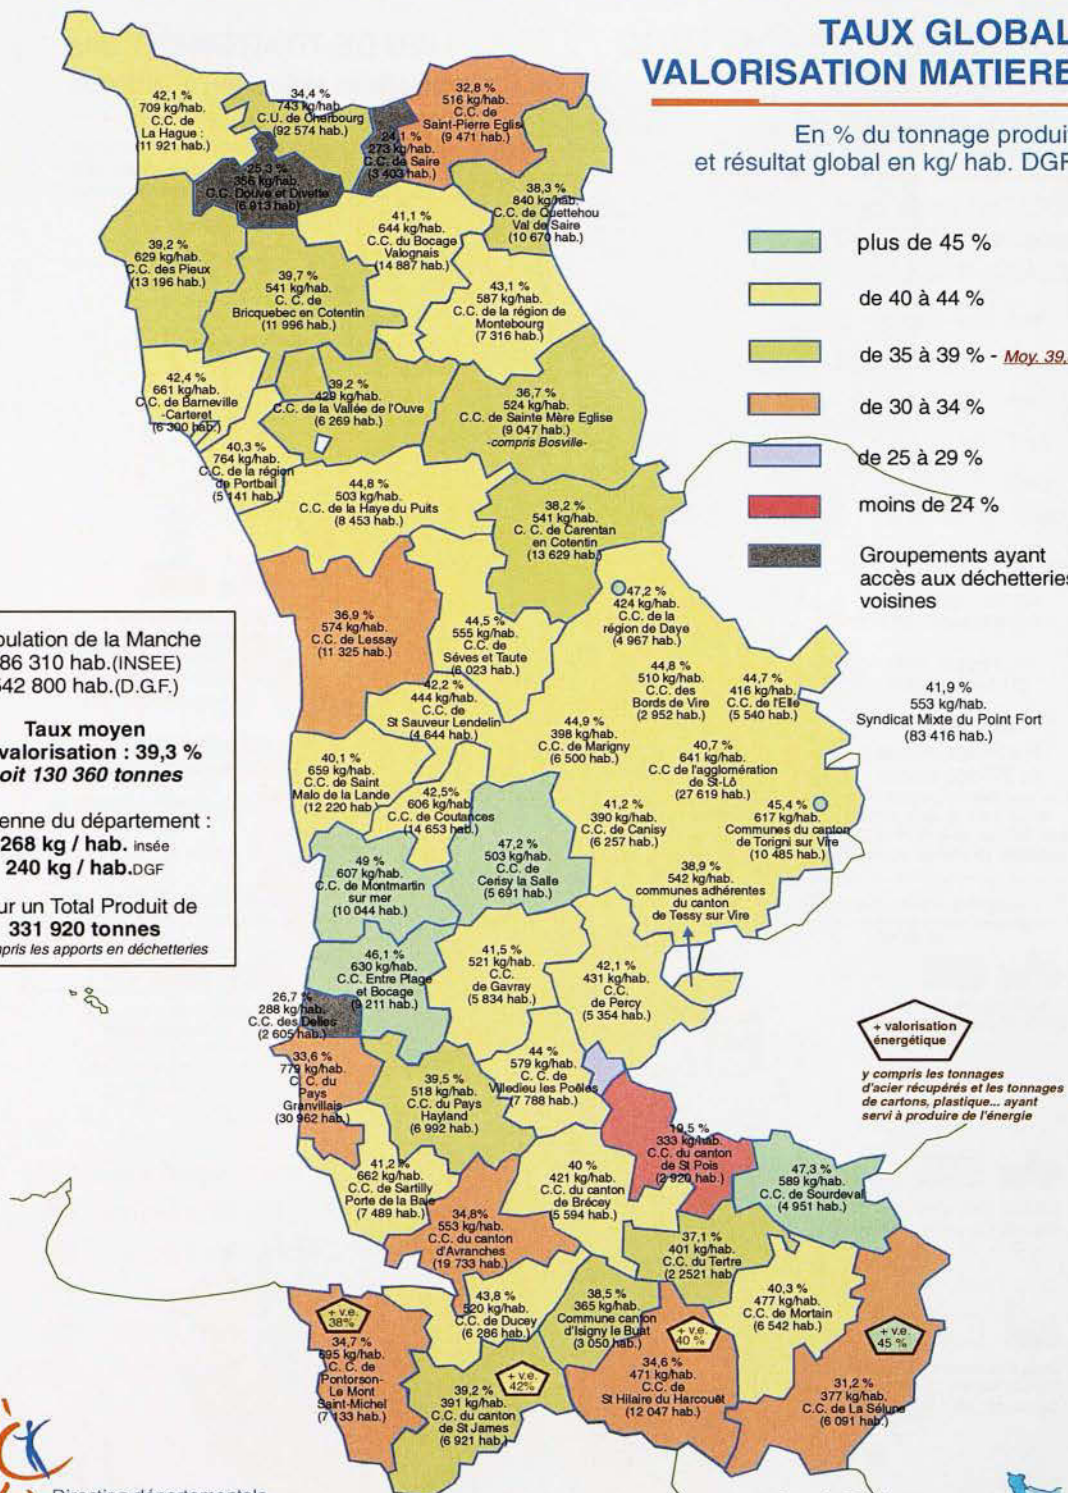 TAUX GLOBAL
VALORISATION MATIERE
En % du tonnage produi
et résultat global en kg/ hab. DGF
plus de 45 %
de 40 à 44 %
de 35 à 39 % - Moy. 39,
de 30 à 34 %
de 25 à 29 %
moins de 24 %
Groupements ayant
accès aux déchetteries
voisines
42,1 %
709 kg/hab.
C.C. de
La Hague :
(11 921 hab.)
34,4 %
743 kg/hab.
C.U. de Cherbourg
(92 574 hab.)
32,8 %
516 kg/hab.
C.C. de
Saint-Pierre Eglise
(9 471 hab.)
24,1 %
273 kg/hab.
C.C. de Saire
(3 403 hab.)
25,3 %
356 kg/hab.
C.C. Douve et Divette
(6 913 hab)
38,3 %
840 kg/hab.
C.C. de Quettehou
Val de Saire
(10 670 hab.)
41,1 %
644 kg/hab.
C.C. du Bocage
Valognais
(14 887 hab.)
39,2 %
629 kg/hab.
C.C. des Pieux
(13 196 hab.)
39,7 %
541 kg/hab.
C. C. de
Bricquebec en Cotentin
(11 996 hab.)
43,1 %
587 kg/hab.
C.C. de la région de
Montebourg
(7 316 hab.)
42,4 %
661 kg/hab.
C.C. de Barneville
-Carteret
(6 300 hab.)
39,2 %
429 kg/hab.
C.C. de la Vallée de l'Ouve
(6 269 hab.)
36,7 %
524 kg/hab.
C.C. de Sainte Mère Eglise
(9 047 hab.)
-compris Bosville-
40,3 %
764 kg/hab.
C.C. de la région
de Portbail
(5 141 hab.)
44,8 %
503 kg/hab.
C.C. de la Haye du Puits
(8 453 hab.)
38,2 %
541 kg/hab.
C. C. de Carentan
en Cotentin
(13 629 hab.)
36,9 %
574 kg/hab.
C.C. de Lessay
(11 325 hab.)
44,5 %
555 kg/hab.
C.C. de
Séves et Taute
(6 023 hab.)
47,2 %
424 kg/hab.
C.C. de la
région de Daye
(4 967 hab.)
44,8 %
510 kg/hab.
C.C. des
Bords de Vire
(2 952 hab.)
44,7 %
416 kg/hab.
C.C. de l'Elle
(5 540 hab.)
41,9 %
553 kg/hab.
Syndicat Mixte du Point Fort
(83 416 hab.)
42,2 %
444 kg/hab.
C.C. de
St Sauveur Lendelin
(4 644 hab.)
44,9 %
398 kg/hab.
C.C. de Marigny
(6 500 hab.)
40,7 %
641 kg/hab.
C.C de l'agglomération
de St-Lô
(27 619 hab.)
40,1 %
659 kg/hab.
C.C. de Saint
Malo de la Lande
(12 220 hab.)
42,5%
606 kg/hab.
C.C. de Coutances
(14 653 hab.)
41,2 %
390 kg/hab.
C.C. de Canisy
(6 257 hab.)
45,4 %
617 kg/hab.
Communes du canton
de Torigni sur Vire
(10 485 hab.)
47,2 %
503 kg/hab.
C.C. de
Cerisy la Salle
(5 691 hab.)
38,9 %
542 kg/hab.
communes adhérentes
du canton
de Tessy sur Vire
49 %
607 kg/hab.
C.C. de Montmartin
sur mer
(10 044 hab.)
46,1 %
630 kg/hab.
C.C. Entre Plage
et Bocage
(9 211 hab.)
41,5 %
521 kg/hab.
C.C.
de Gavray
(5 834 hab.)
42,1 %
431 kg/hab.
C.C.
de Percy
(5 354 hab.)
26,7 %
288 kg/hab.
C.C. des Delles
(2 605 hab.)
33,6 %
779 kg/hab.
C. C. du
Pays
Granvillais
(30 962 hab.)
39,5 %
518 kg/hab.
C.C. du Pays
Hayland
(6 992 hab.)
44 %
579 kg/hab.
C. C. de
Villedieu les Poêles
(7 788 hab.)
19,5 %
333 kg/hab.
C.C. du canton
de St Pois
(2 920 hab.)
47,3 %
589 kg/hab.
C.C. de Sourdeval
(4 951 hab.)
41,2 %
662 kg/hab.
C.C. de Sartilly
Porte de la Baie
(7 489 hab.)
40 %
421 kg/hab.
C.C. du canton
de Brécey
(5 594 hab.)
34,8%
553 kg/hab.
C.C. du canton
d'Avranches
(19 733 hab.)
37,1 %
401 kg/hab.
C.C. du Tertre
(2 2521 hab
43,8 %
520 kg/hab.
C.C. de Ducey
(6 286 hab.)
38,5 %
365 kg/hab.
Commune canton
d'Isigny le Buat
(3 050 hab.)
40,3 %
477 kg/hab.
C.C. de Mortain
(6 542 hab.)
+ v.e.
38%
34,7 %
695 kg/hab.
C. C. de
Pontorson-
Le Mont
Saint-Michel
(7 133 hab.)
+ v.e.
42%
39,2 %
391 kg/hab.
C.C. du canton
de St James
(6 921 hab.)
+ v.e.
40 %
34,6 %
471 kg/hab.
C.C. de
St Hilaire du Harcouët
(12 047 hab.)
+ v.e.
45 %
31,2 %
377 kg/hab.
C.C. de La Sélune
(6 091 hab.)
pulation de la Manche
86 310 hab.(INSEE)
542 800 hab.(D.G.F.)
Taux moyen
valorisation : 39,3 %
oit 130 360 tonnes
enne du département :
268 kg / hab. insée
240 kg / hab.DGF
ur un Total Produit de
331 920 tonnes
mpris les apports en déchetteries
+ valorisation
énergétique
y compris les tonnages
d'acier récupérés et les tonnages
de cartons, plastique... ayant
servi à produire de l'énergie
Direction départementale